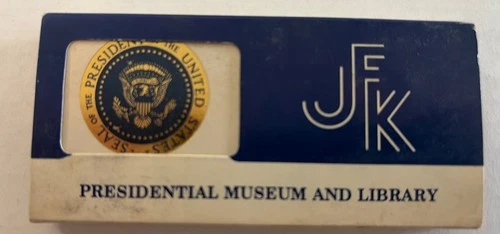 SEAL OF THE PRESIDENT OF THE UNITED STATES
JFK
PRESIDENTIAL MUSEUM AND LIBRARY